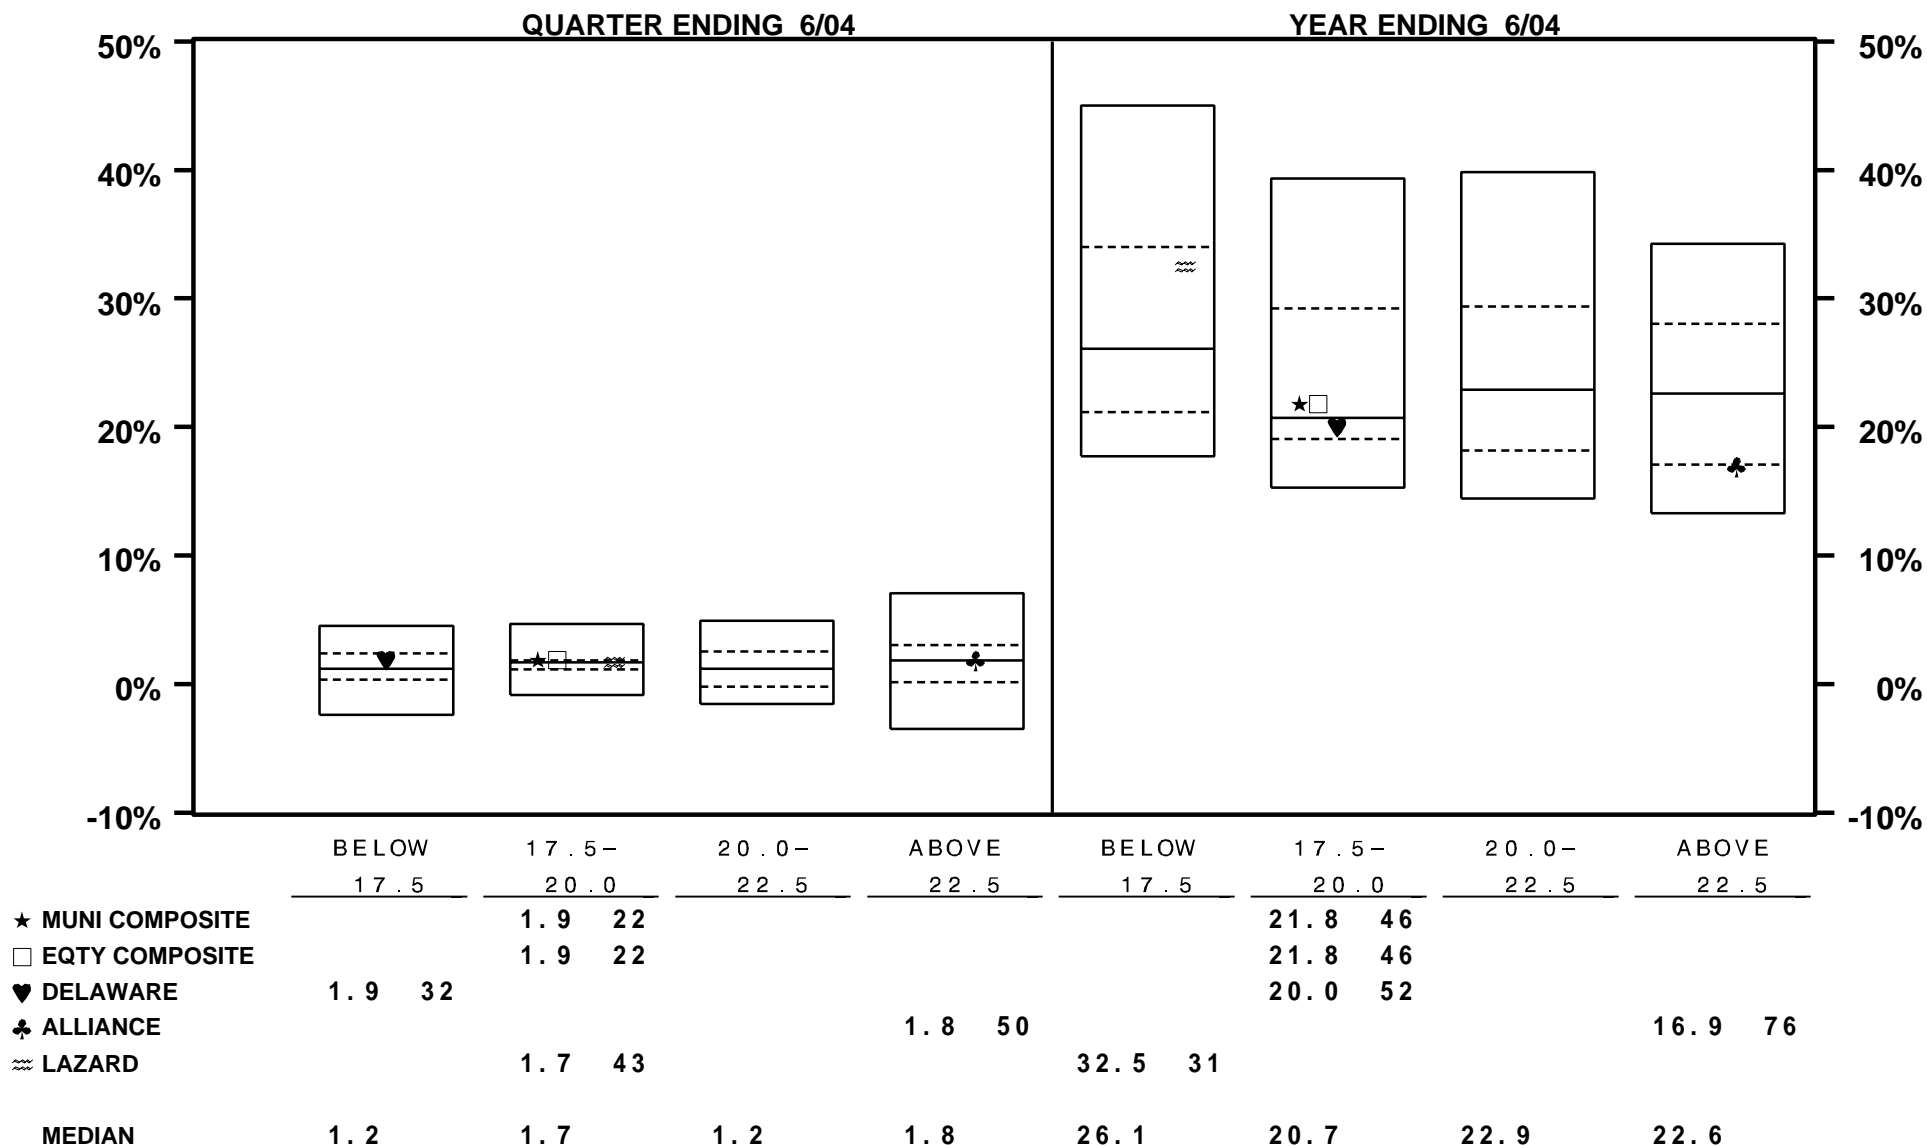 QUARTER ENDING 6/04 YEAR ENDING 6/04
50% 50%
40% 40%
30% 30%
20% 20%
10% 10%
0% 0%
-10% -10%
BELOW 17.5– 20.0– ABOVE BELOW 17.5– 20.0– ABOVE
17.5 20.0 22.5 22.5 17.5 20.0 22.5 22.5
★ MUNI COMPOSITE 1.9 22 21.8 46
□ EQTY COMPOSITE 1.9 22 21.8 46
♥ DELAWARE 1.9 32 20.0 52
♣ ALLIANCE 1.8 50 16.9 76
LAZARD 1.7 43 32.5 31
MEDIAN 1.2 1.7 1.2 1.8 26.1 20.7 22.9 22.6